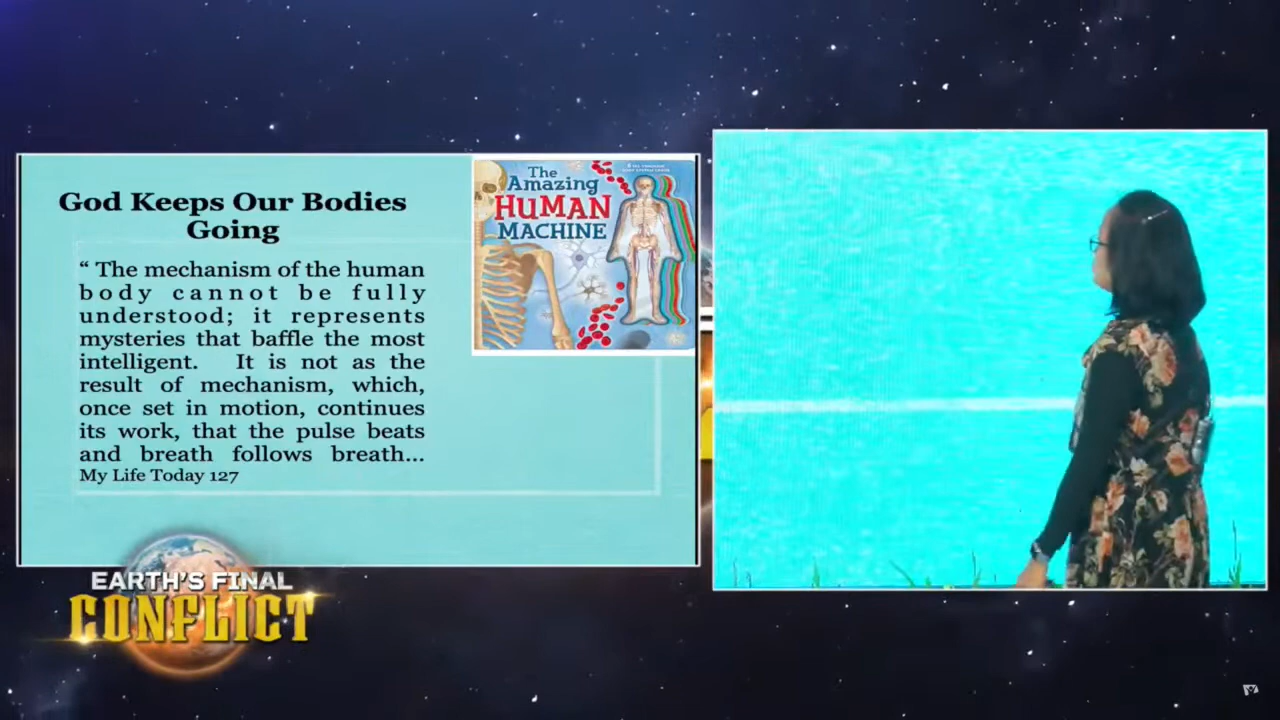 God Keeps Our Bodies
Going
“ The mechanism of the human
body cannot be fully
understood; it represents
mysteries that baffle the most
intelligent. It is not as the
result of mechanism, which,
once set in motion, continues
its work, that the pulse beats
and breath follows breath...
My Life Today 127
The
Amazing
HUMAN
MACHINE
EARTH'S FINAL
CONFLICT